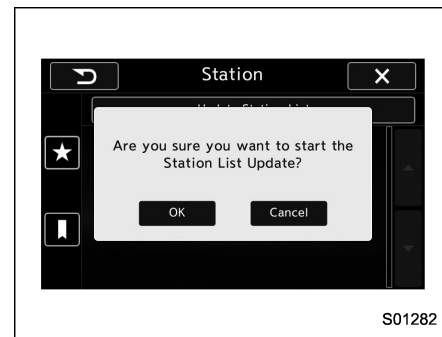 Station
Are you sure you want to start the
Station List Update?
OK
Cancel
S01282